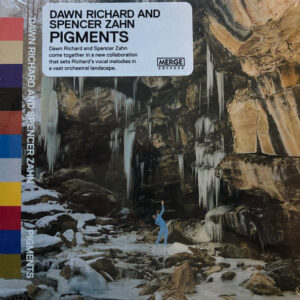 DAWN RICHARD AND
SPENCER ZAHN
PIGMENTS
Dawn Richard and Spencer Zahn
come together in a new collaboration
that sets Richard's vocal melodies in
a vast orchestral landscape.
MERGE
RECORDS
DAWN RICHARD AND SPENCER ZAHN
PIGMENTS